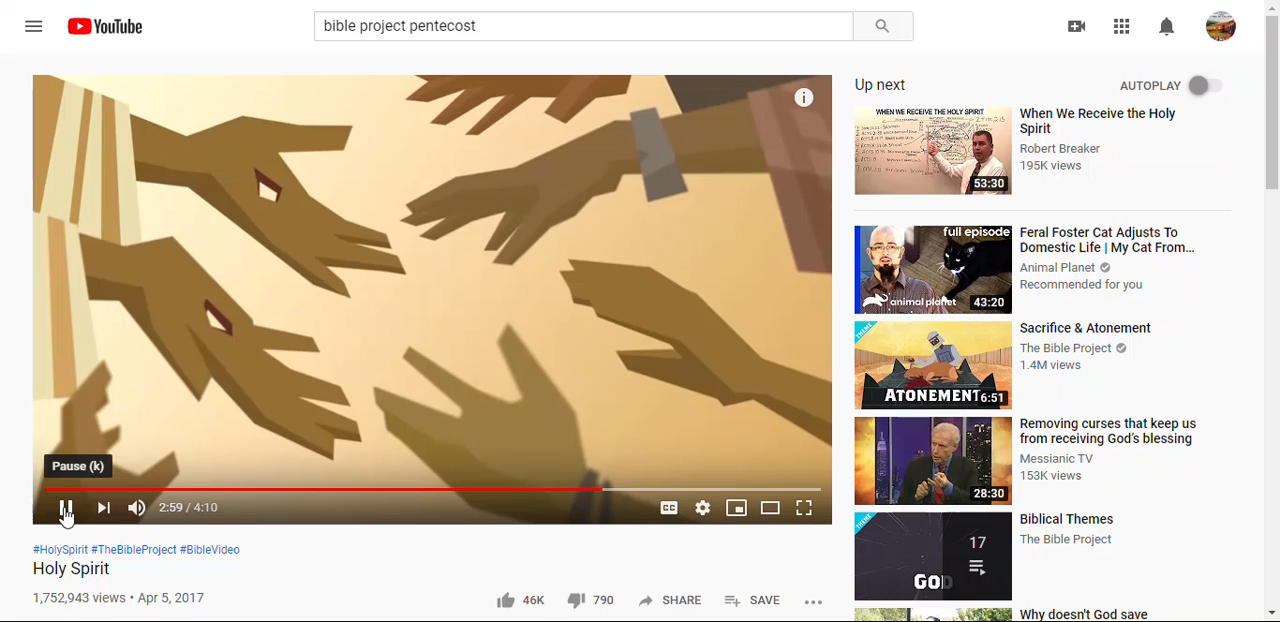 YouTube
bible project pentecost
Pause (k)
2:59 / 4:10
CC
#HolySpirit #TheBibleProject #BibleVideo
Holy Spirit
1,752,943 views • Apr 5, 2017
46K
790
SHARE
SAVE
Up next
AUTOPLAY
WHEN WE RECEIVE THE HOLY SPIRIT
53:30
When We Receive the Holy
Spirit
Robert Breaker
195K views
full episode
animal planet
43:20
Feral Foster Cat Adjusts To
Domestic Life | My Cat From...
Animal Planet
Recommended for you
THEME
ATONEMENT
6:51
Sacrifice & Atonement
The Bible Project
1.4M views
28:30
Removing curses that keep us
from receiving God's blessing
Messianic TV
153K views
THEME
GOD
17
Biblical Themes
The Bible Project
Why doesn't God save